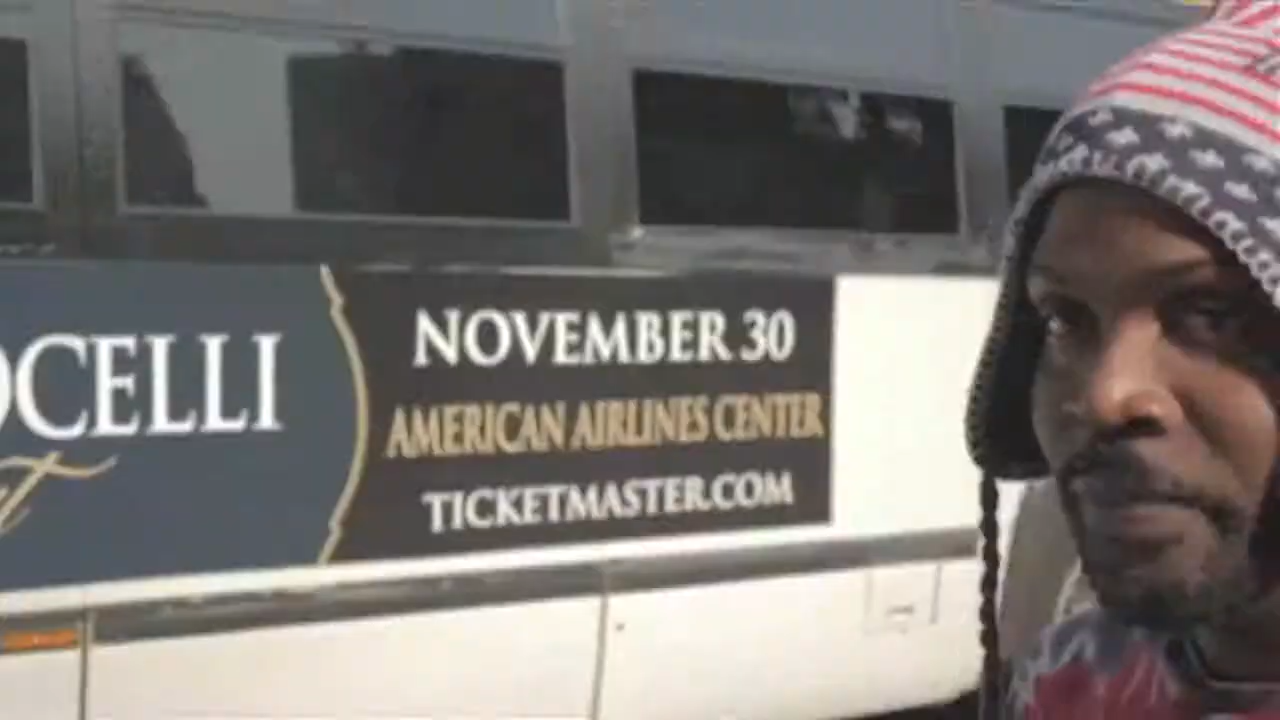 OCELLI
NOVEMBER 30
AMERICAN AIRLINES CENTER
TICKETMASTER.COM